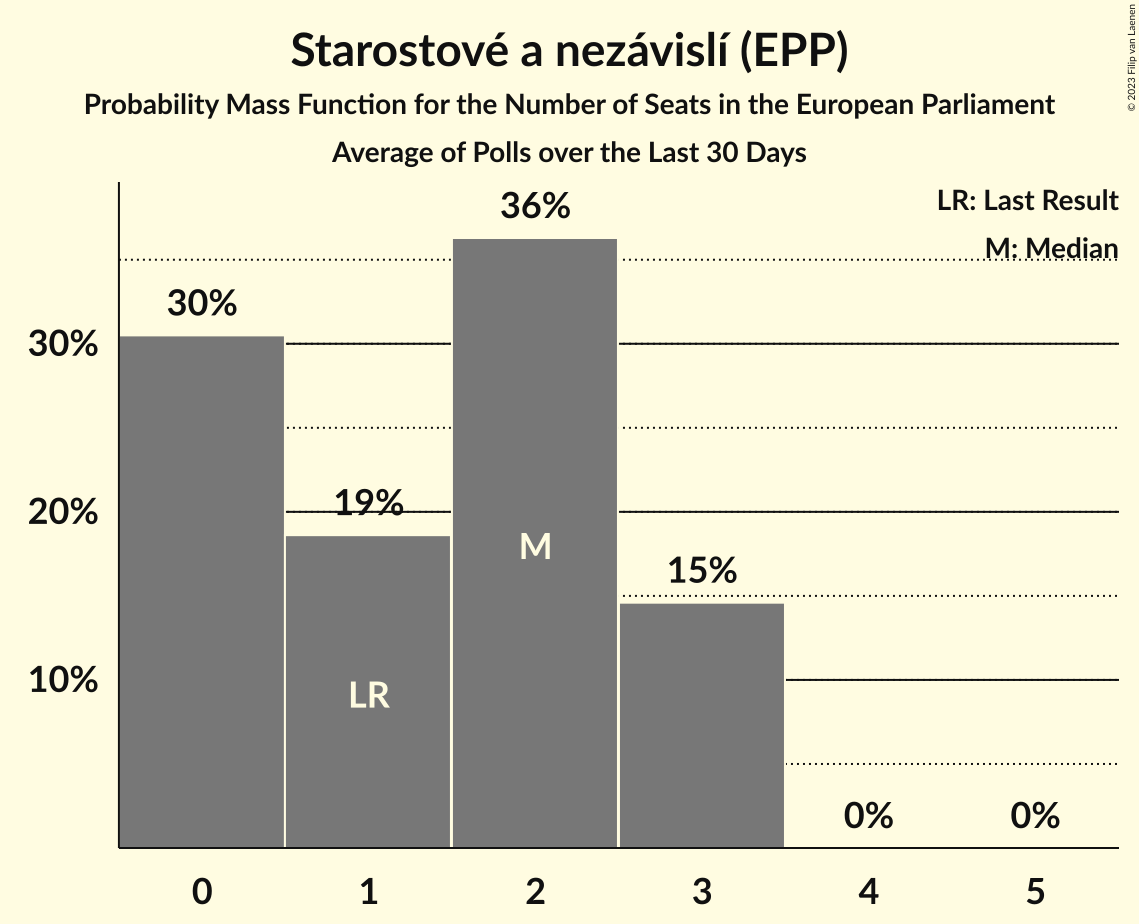 Starostové a nezávislí (EPP)
Probability Mass Function for the Number of Seats in the European Parliament
Average of Polls over the Last 30 Days
© 2023 Filip van Laenen
LR: Last Result
M: Median
36%
30%
19%
15%
0%
0%
30%
20%
10%
M
LR
0
1
2
3
4
5